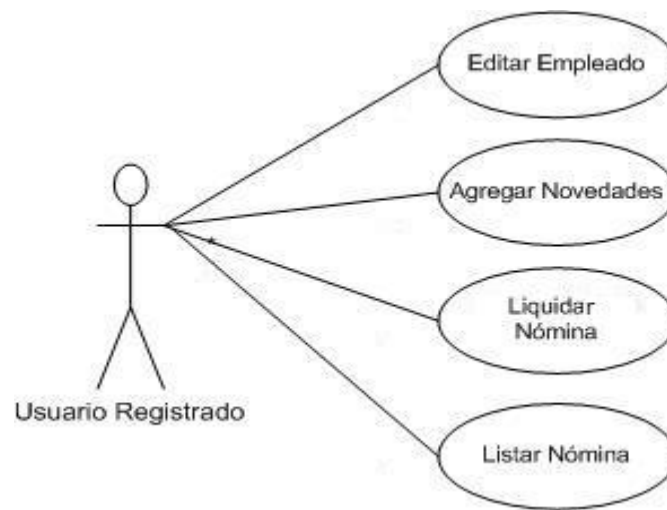 Editar Empleado
Agregar Novedades
Liquidar
Nómina
Usuario Registrado
Listar Nómina